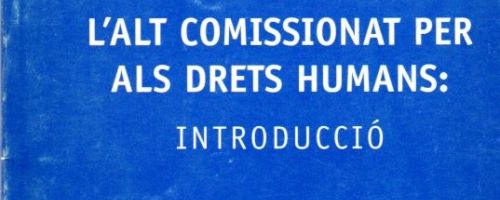 L'ALT COMISSIONAT PER
ALS DRETS HUMANS:
INTRODUCCIÓ